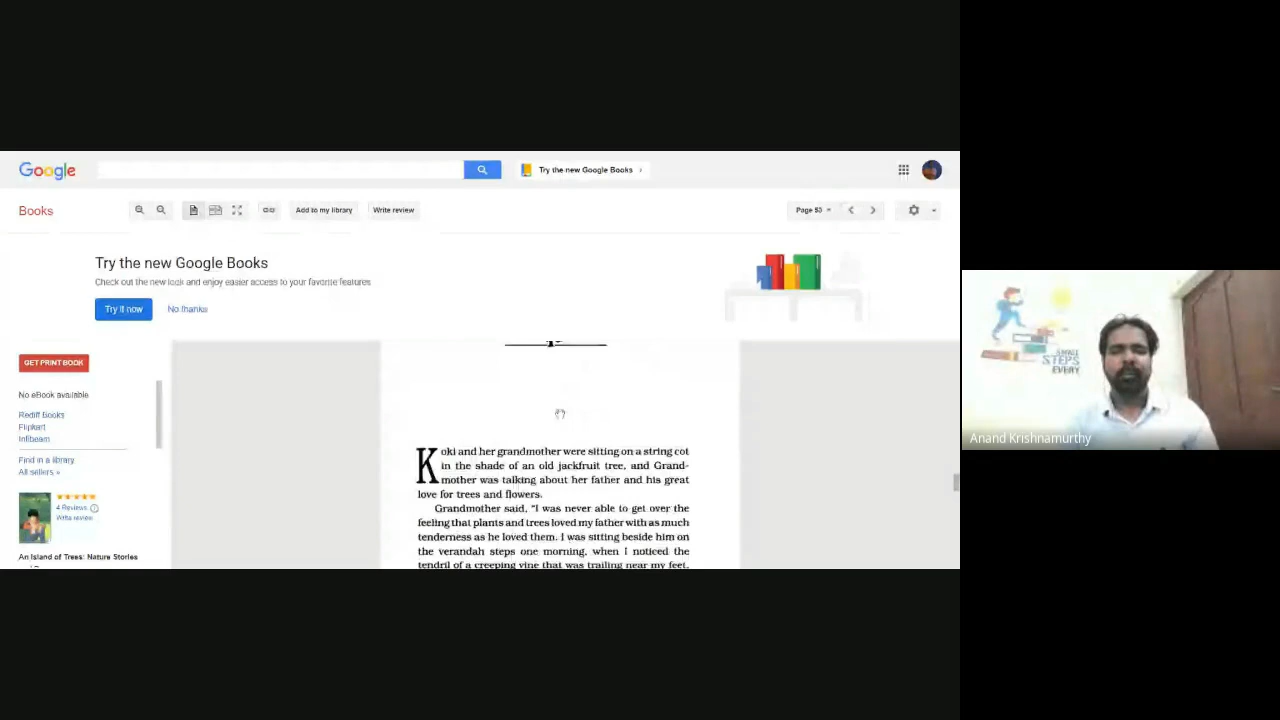 Google
Try the new Google Books
Books
Add to my library
Write review
Page 53
Try the new Google Books
Check out the new look and enjoy easier access to your favorite features
Try it now
No thanks
GET PRINT BOOK
No eBook available
Rediff Books
Flipkart
Infibeam
Find in a library
All sellers »
4 Reviews
Write review
An Island of Trees: Nature Stories
Koki and her grandmother were sitting on a string cot
in the shade of an old jackfruit tree, and Grand-
mother was talking about her father and his great
love for trees and flowers.
Grandmother said, "I was never able to get over the
feeling that plants and trees loved my father with as much
tenderness as he loved them. I was sitting beside him on
the verandah steps one morning, when I noticed the
tendril of a creeping vine that was trailing near my feet.
SMALL
STEPS
EVERY
Anand Krishnamurthy